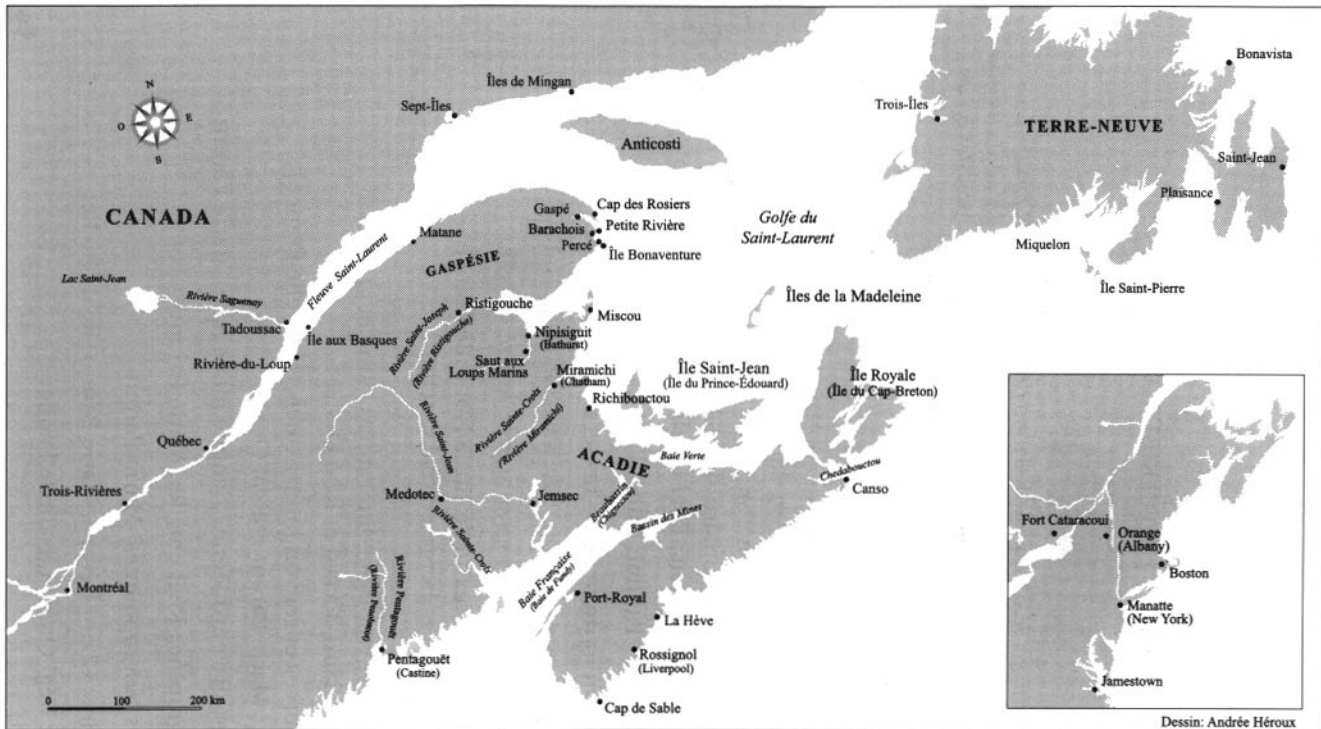 Bonavista
Îles de Mingan
Sept-Îles
Trois-Îles
N
O
E
S
TERRE-NEUVE
Anticosti
Saint-Jean
Plaisance
CANADA
Gaspé
Cap des Rosiers
Barachois
Petite Rivière
Percé
Île Bonaventure
Golfe du
Saint-Laurent
Matane
GASPÉSIE
Miquelon
Île Saint-Pierre
Lac Saint-Jean
Rivière Saguenay
Fleuve Saint-Laurent
Îles de la Madeleine
Ristigouche
Miscou
Tadoussac
Île aux Basques
Rivière Saint-Joseph
(Rivière Ristigouche)
Nipisiguit
(Bathurst)
Rivière-du-Loup
Saut aux
Loups Marins
Miramichi
(Chatham)
Île Saint-Jean
(Île du Prince-Édouard)
Île Royale
(Île du Cap-Breton)
Richibouctou
Rivière Sainte-Croix
(Rivière Miramichi)
Rivière Saint-Jean
Québec
ACADIE
Baie Verte
Chedabouctou
Canso
Trois-Rivières
Medotec
Jemsec
Beaubassin
(Chignectou)
Bassin des Mines
Rivière Sainte-Croix
Fort Cataracoui
Orange
(Albany)
Boston
Montréal
Rivière Pentagouët
(Rivière Penobscot)
Baie Française
(Baie de Fundy)
Port-Royal
Manatte
(New York)
La Hève
Pentagouët
(Castine)
Rossignol
(Liverpool)
Jamestown
0 100 200 km
Cap de Sable
Dessin: Andrée Héroux